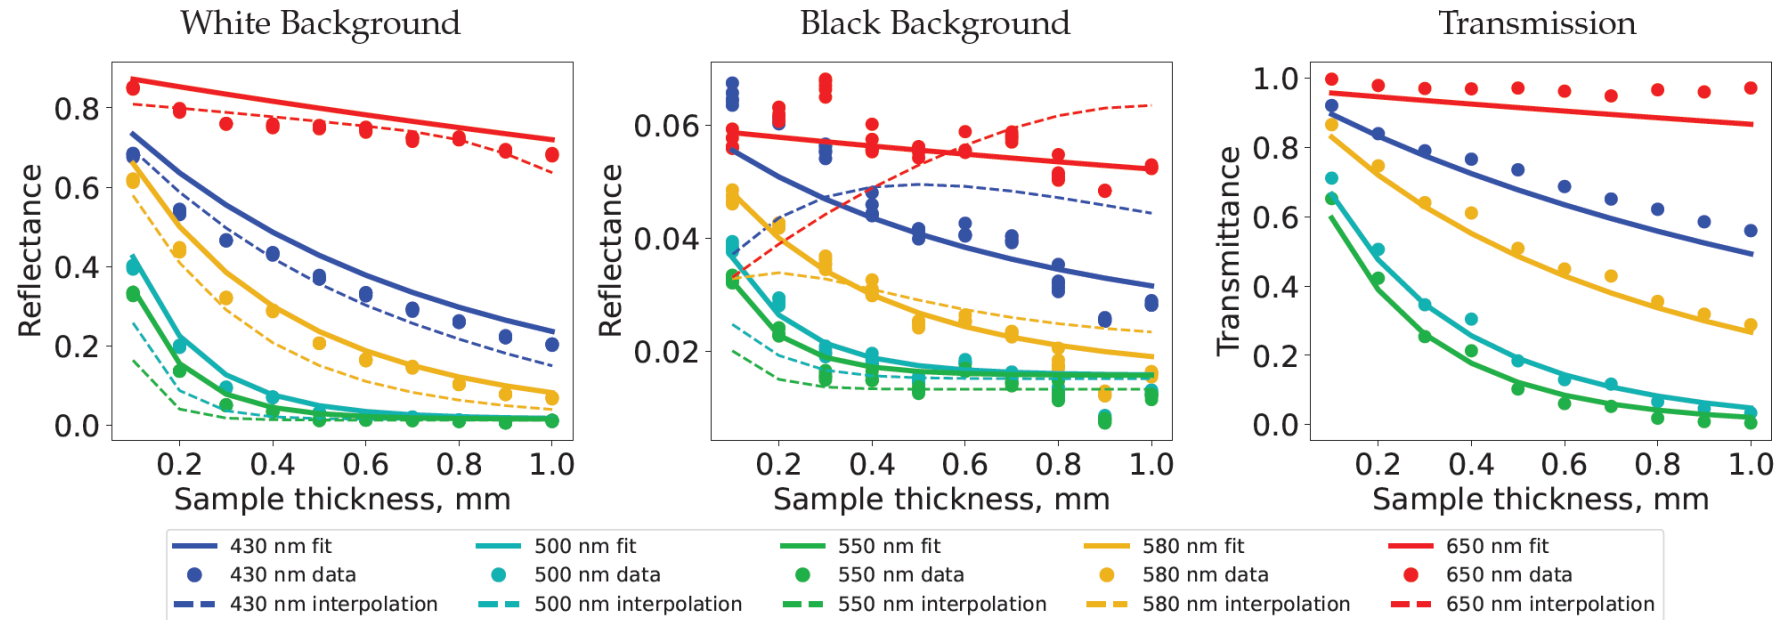 White Background
Black Background
Transmission
Reflectance
0.8
0.6
0.4
0.2
0.0
0.2 0.4 0.6 0.8 1.0
Sample thickness, mm
Reflectance
0.06
0.04
0.02
0.2 0.4 0.6 0.8 1.0
Sample thickness, mm
Transmittance
1.0
0.8
0.6
0.4
0.2
0.0
0.2 0.4 0.6 0.8 1.0
Sample thickness, mm
430 nm fit
430 nm data
430 nm interpolation
500 nm fit
500 nm data
500 nm interpolation
550 nm fit
550 nm data
550 nm interpolation
580 nm fit
580 nm data
580 nm interpolation
650 nm fit
650 nm data
650 nm interpolation